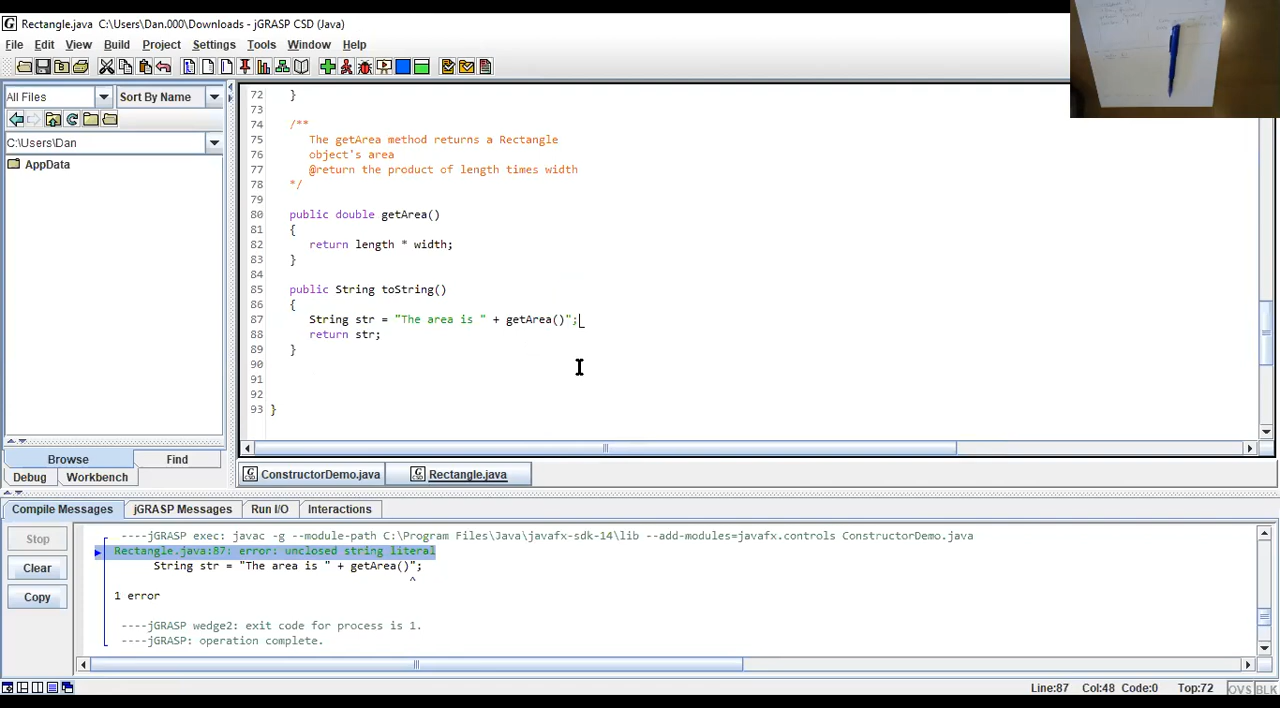 Rectangle.java C:\Users\Dan.000\Downloads - jGRASP CSD (Java)
File Edit View Build Project Settings Tools Window Help
All Files Sort By Name
C:\Users\Dan
AppData
72 }
73
74 /**
75 The getArea method returns a Rectangle
76 object's area
77 @return the product of length times width
78 */
79
80 public double getArea()
81 {
82 return length * width;
83 }
84
85 public String toString()
86 {
87 String str = "The area is " + getArea()";
88 return str;
89 }
90
91
92
93 }
Browse Find
Debug Workbench
ConstructorDemo.java Rectangle.java
Compile Messages jGRASP Messages Run I/O Interactions
Stop
Clear
Copy
----jGRASP exec: javac -g --module-path C:\Program Files\Java\javafx-sdk-14\lib --add-modules=javafx.controls ConstructorDemo.java
Rectangle.java:87: error: unclosed string literal
String str = "The area is " + getArea()";
^
1 error
----jGRASP wedge2: exit code for process is 1.
----jGRASP: operation complete.
Line:87 Col:48 Code:0 Top:72 OVS BLK